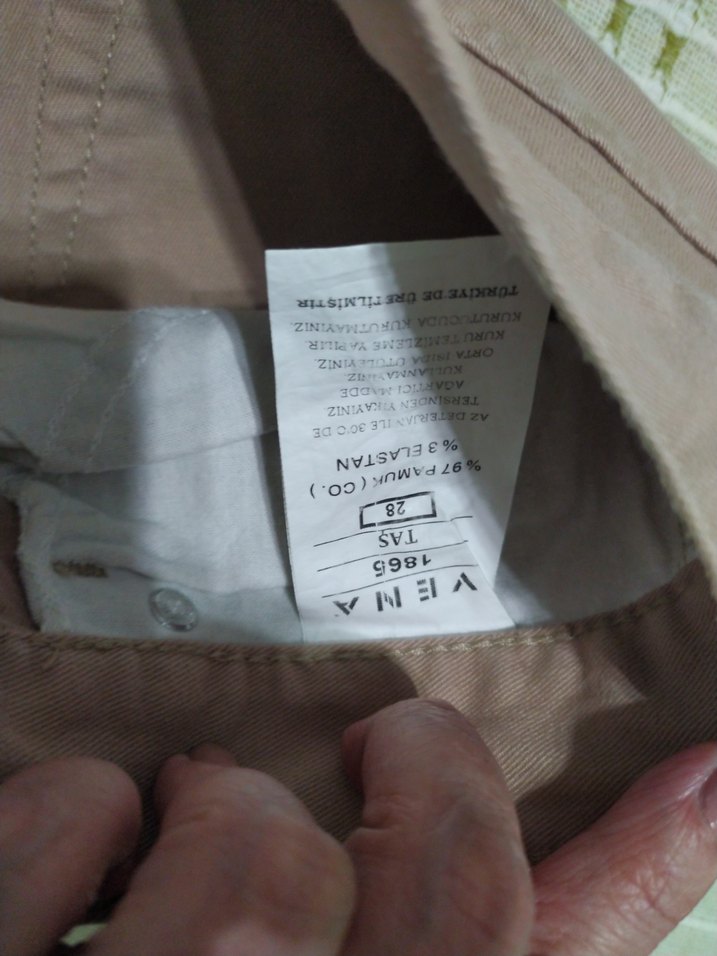 VENA
1865
TAŞ
28
%97 PAMUK (CO.)
%3 ELASTAN
AZ DETERJAN İLE 30°C DE
TERSİNDEN YIKAYINIZ.
AĞARTICI MADDE
KULLANMAYINIZ.
ORTA ISIDA ÜTÜLEYİNİZ.
KURU TEMİZLEME YAPILIR.
KURUTUCUDA KURUTMAYINIZ.
TÜRKİYE DE ÜRETİLMİŞTİR